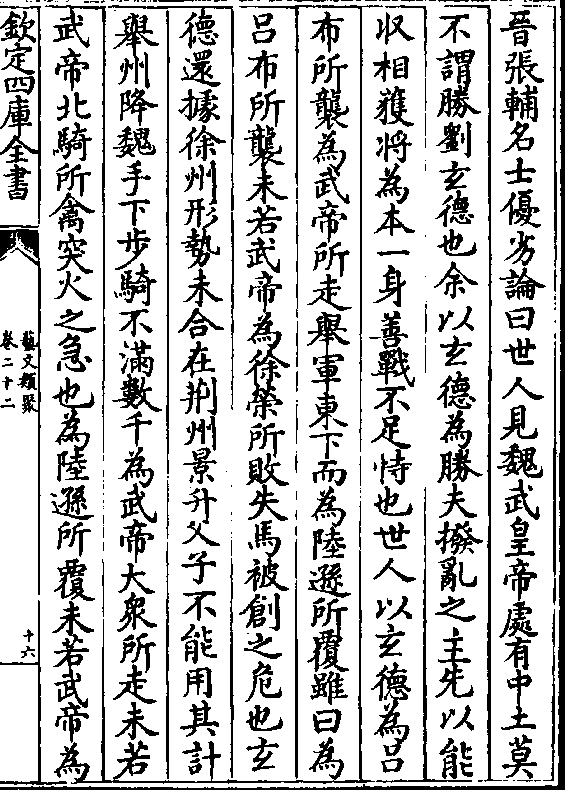 晉張輔名士優劣論曰世人見魏武皇帝處有中土莫
不謂勝劉玄德也余以玄德為勝夫撥亂之主先以能
收相獲将為本一身善戰不足恃也世人以玄德為吕
布所襲為武帝所走舉軍東下而為陸遜所覆雖曰為
吕布所襲未若武帝為徐榮所敗失馬被創之危也玄
德還據徐州形勢未合在荆州景升父子不能用其計
舉州降魏手下步騎不滿數千為武帝大衆所走未若
武帝北騎所禽突火之急也為陸遜所覆未若武帝為
欽定四庫全書
藝文類聚
卷二十二
十六